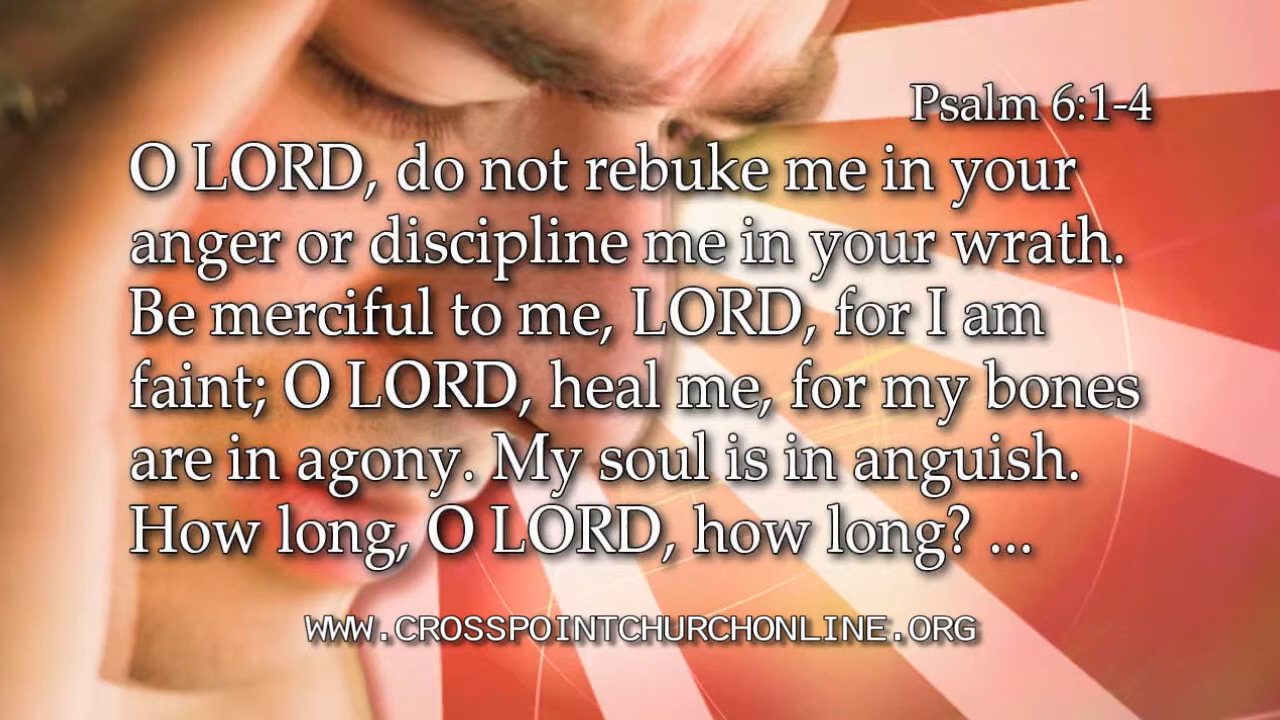 Psalm 6:1-4
O LORD, do not rebuke me in your
anger or discipline me in your wrath.
Be merciful to me, LORD, for I am
faint; O LORD, heal me, for my bones
are in agony. My soul is in anguish.
How long, O LORD, how long? ...
WWW.CROSSPOINTCHURCHONLINE.ORG